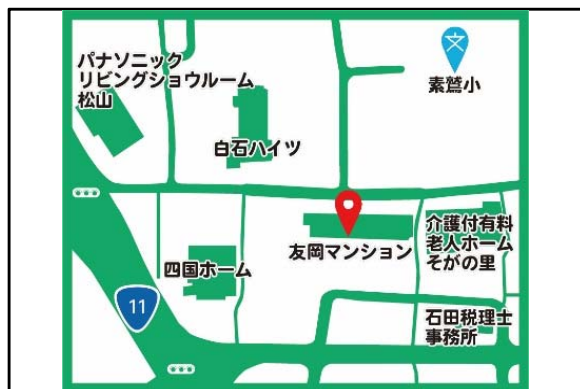 パナソニック
リビングショウルーム
松山
文
素鷲小
白石ハイツ
友岡マンション
介護付有料
老人ホーム
そがの里
四国ホーム
11
石田税理士
事務所